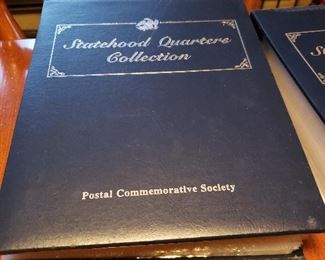 Statehood Quarters
Collection
Postal Commemorative Society